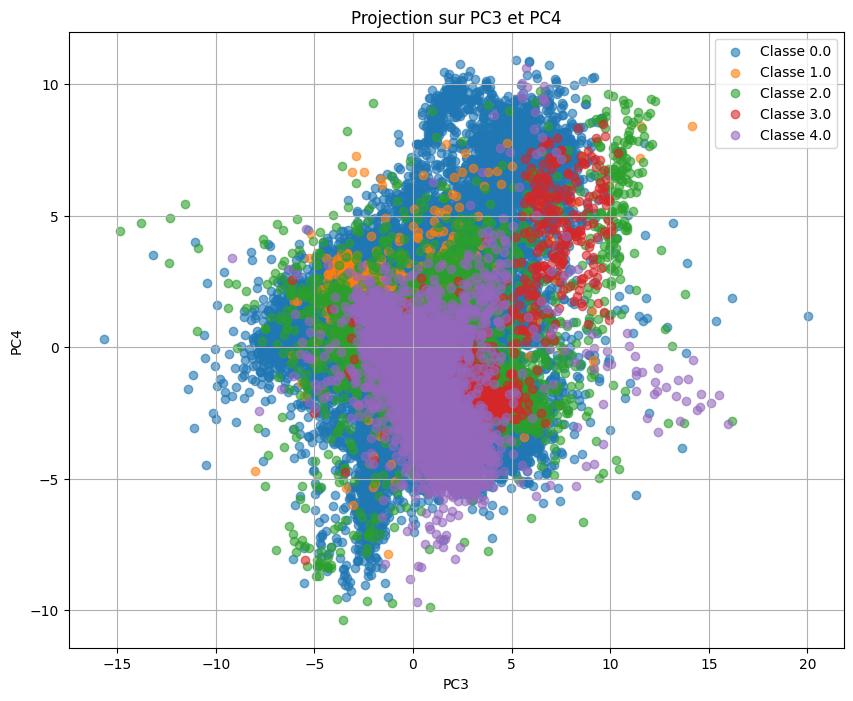 Projection sur PC3 et PC4
Classe 0.0
Classe 1.0
Classe 2.0
Classe 3.0
Classe 4.0
PC4
10
5
0
−5
−10
−15
−10
−5
0
5
10
15
20
PC3